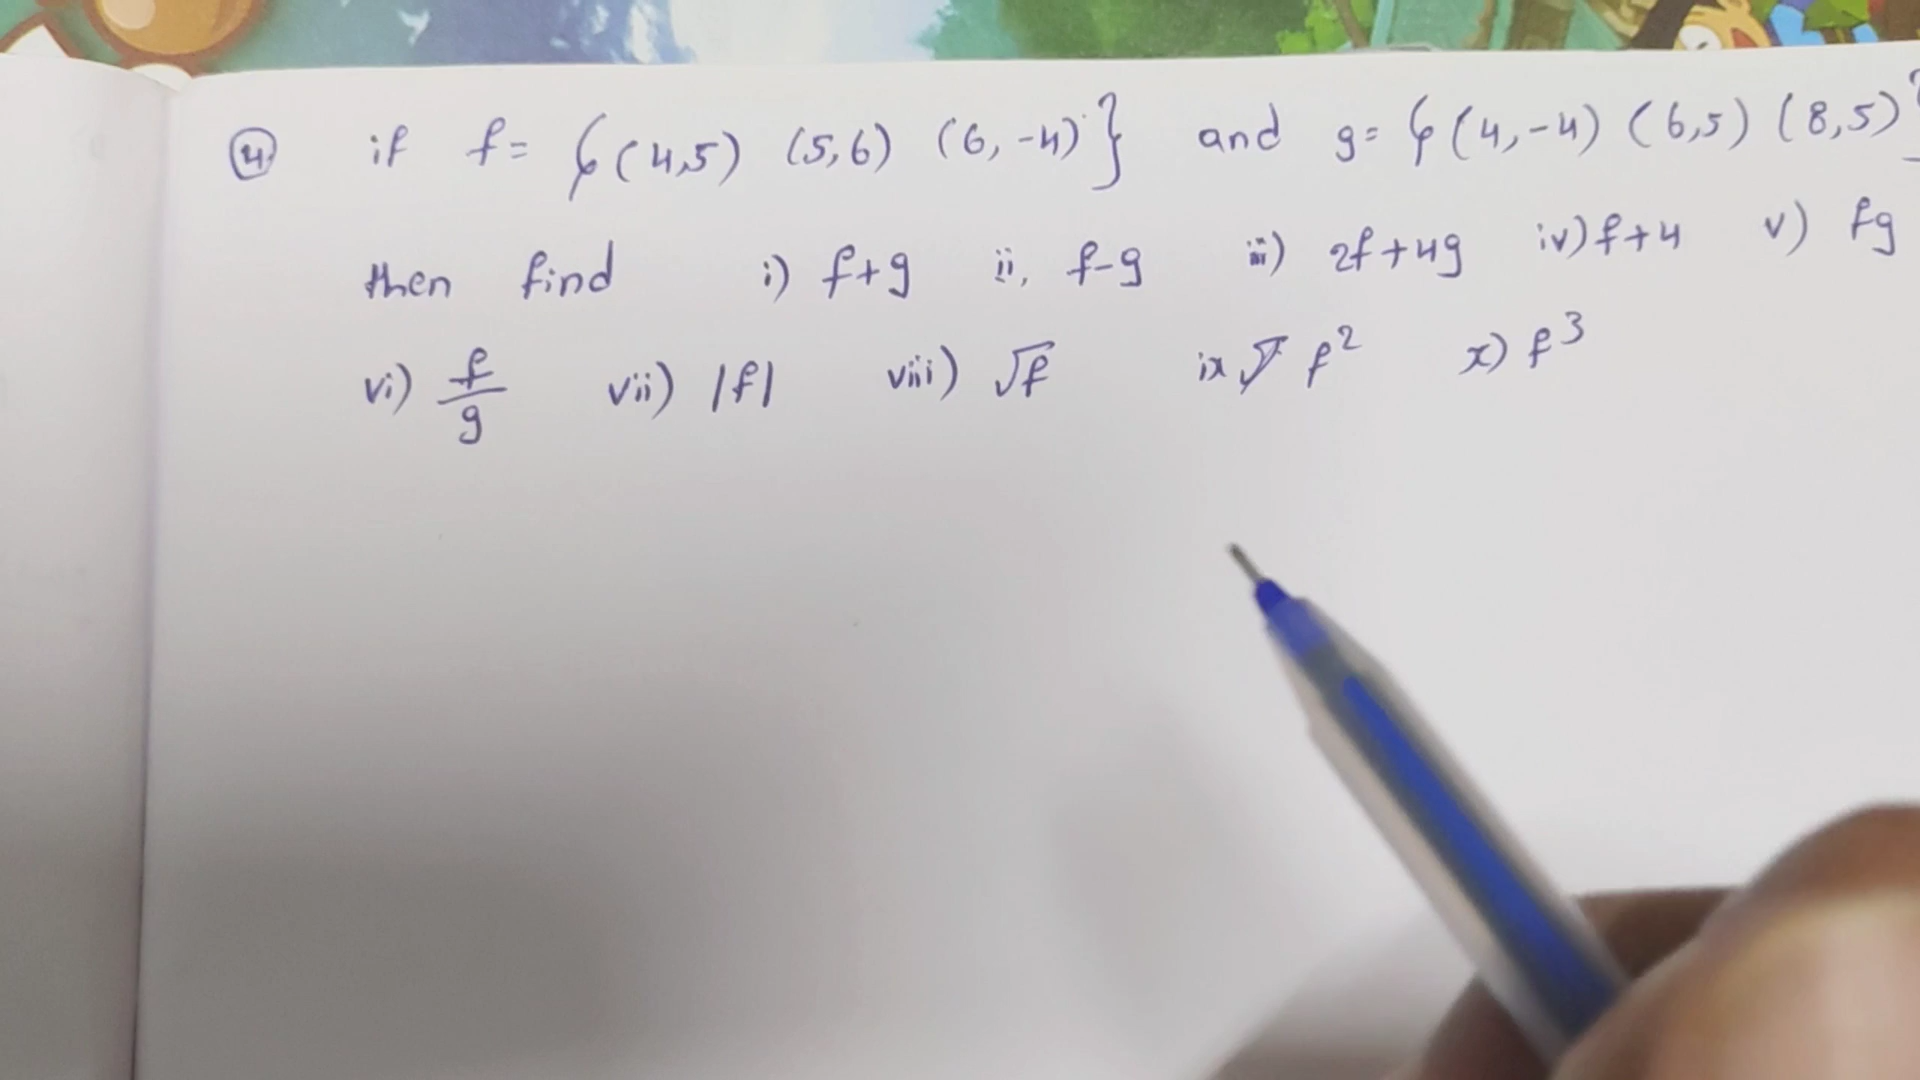 ④ if f= {(4,5) (5,6) (6,-4)} and g= {(4,-4) (6,5) (8,5)}
then find i) f+g ii, f-g iii) 2f+4g iv) f+4 v) fg
vi) f/g vii) |f| viii) √f ix) f² x) f³